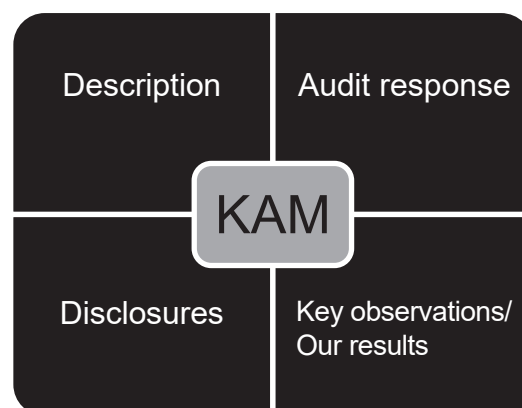 Description
Audit response
KAM
Disclosures
Key observations/
Our results